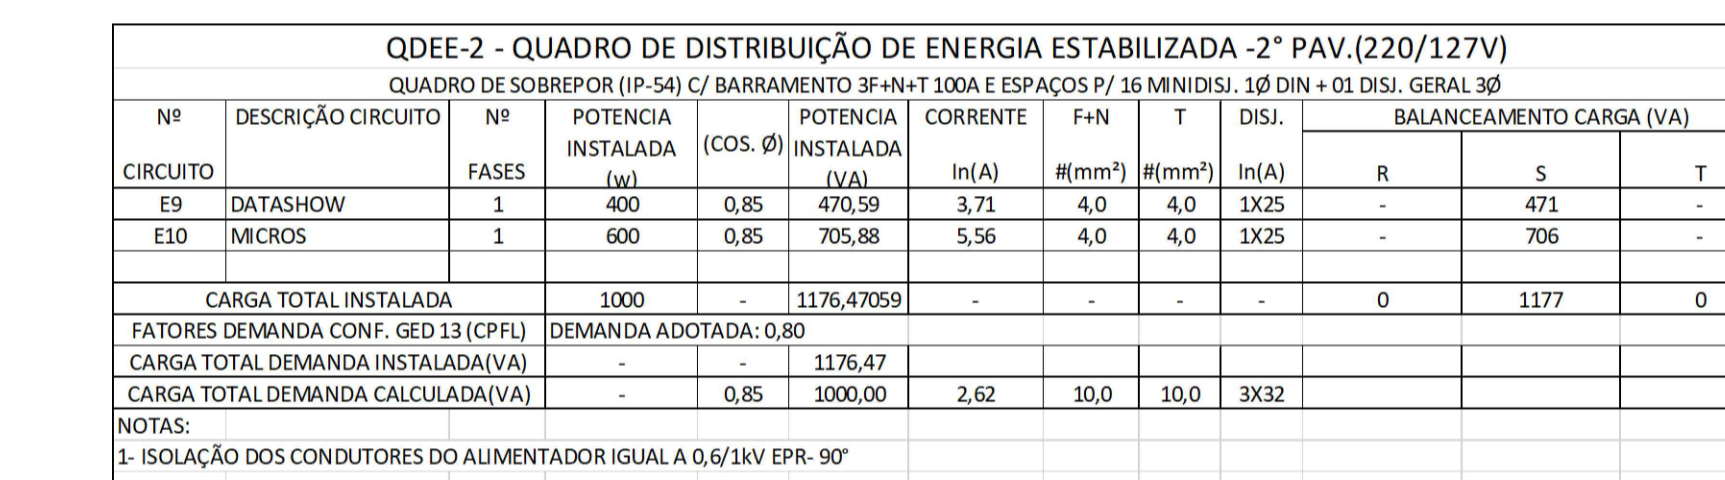 QDEE-2 - QUADRO DE DISTRIBUIÇÃO DE ENERGIA ESTABILIZADA -2° PAV.(220/127V)
QUADRO DE SOBREPOR (IP-54) C/ BARRAMENTO 3F+N+T 100A E ESPAÇOS P/ 16 MINIDISJ. 1Ø DIN + 01 DISJ. GERAL 3Ø
Nº CIRCUITO DESCRIÇÃO CIRCUITO Nº FASES POTENCIA INSTALADA (w) (COS. Ø) POTENCIA INSTALADA (VA) CORRENTE In(A) F+N #(mm²) T #(mm²) DISJ. In(A) BALANCEAMENTO CARGA (VA)
R S T
E9 DATASHOW 1 400 0,85 470,59 3,71 4,0 4,0 1X25 - 471 -
E10 MICROS 1 600 0,85 705,88 5,56 4,0 4,0 1X25 - 706 -
CARGA TOTAL INSTALADA 1000 - 1176,47059 - - - - 0 1177 0
FATORES DEMANDA CONF. GED 13 (CPFL) DEMANDA ADOTADA: 0,80
CARGA TOTAL DEMANDA INSTALADA(VA) - - 1176,47
CARGA TOTAL DEMANDA CALCULADA(VA) - 0,85 1000,00 2,62 10,0 10,0 3X32
NOTAS:
1- ISOLAÇÃO DOS CONDUTORES DO ALIMENTADOR IGUAL A 0,6/1kV EPR- 90°